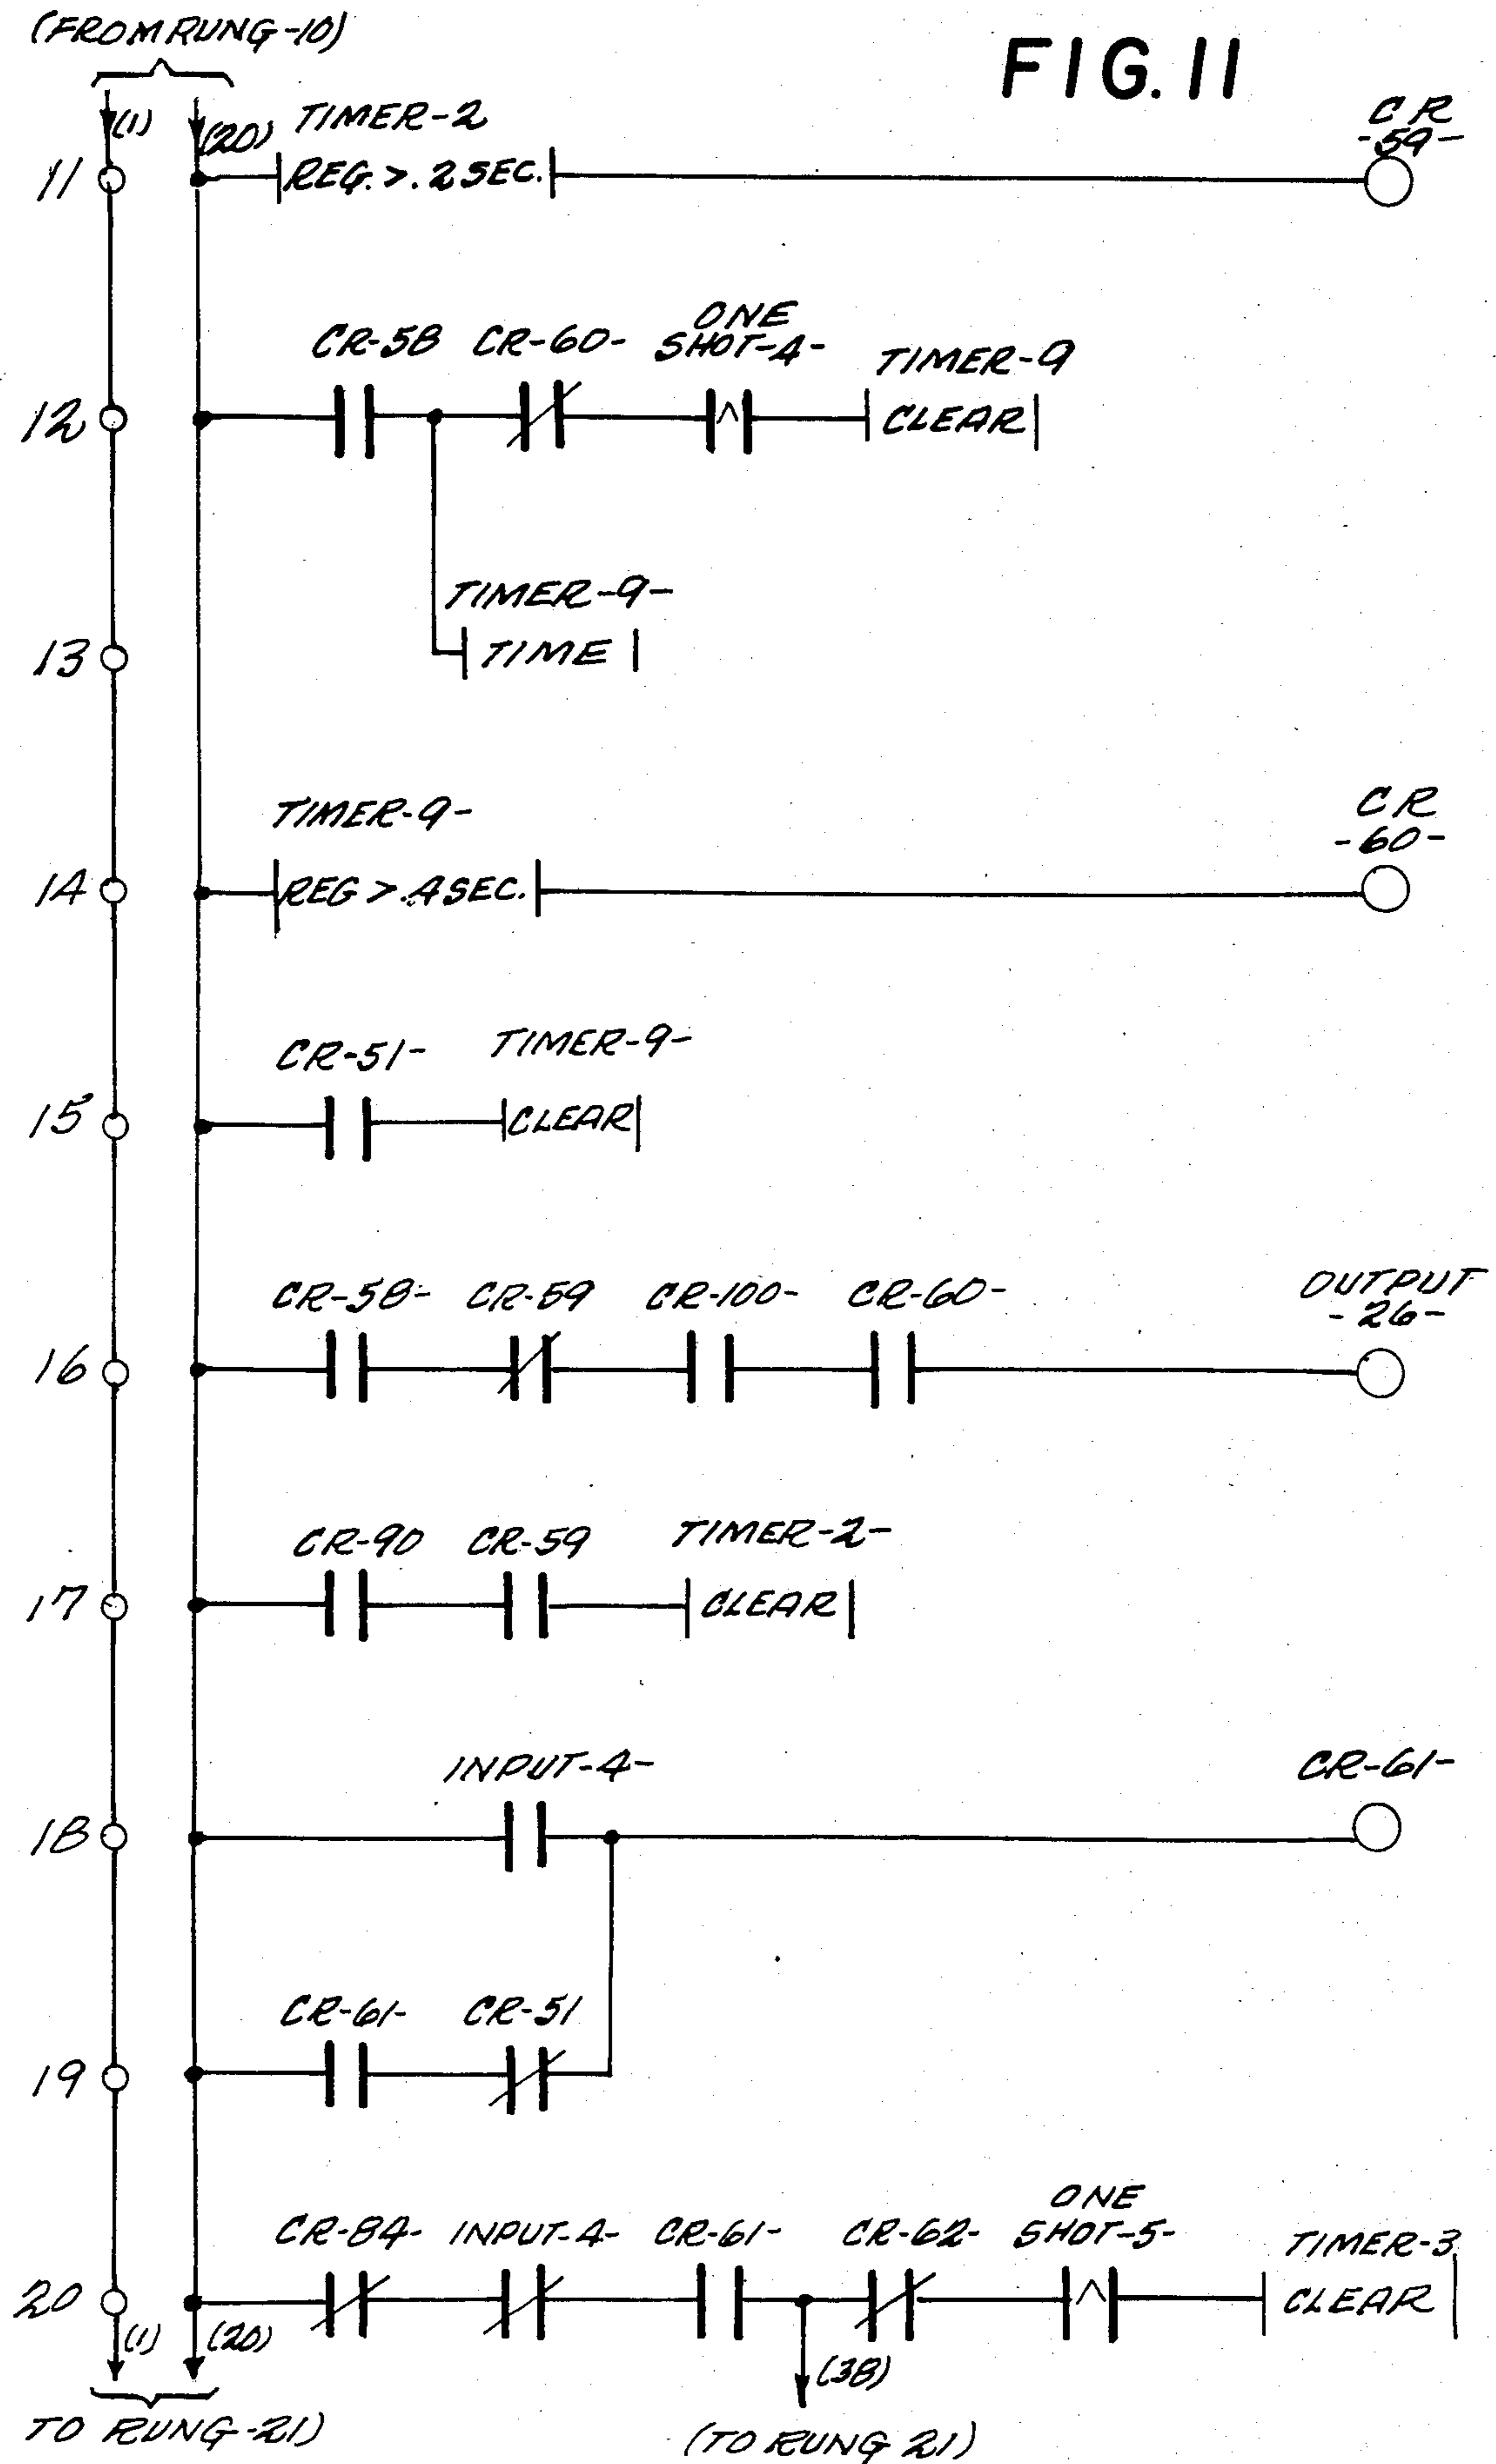 (FROM RUNG-10)
FIG. 11
(1)
(20)
TIMER-2
CR
-59-
11
REG. > .2 SEC.
CR-58
CR-60-
ONE
SHOT-4-
TIMER-9
12
CLEAR
TIMER-9-
13
TIME
TIMER-9-
CR
-60-
14
REG > .4 SEC.
CR-51-
TIMER-9-
15
CLEAR
CR-58-
CR-59
CR-100-
CR-60-
OUTPUT
-26-
16
CR-90
CR-59
TIMER-2-
17
CLEAR
INPUT-4-
CR-61-
18
CR-61-
CR-51
19
CR-84-
INPUT-4-
CR-61-
CR-62-
ONE
SHOT-5-
TIMER-3
20
CLEAR
(1)
(20)
(38)
TO RUNG-21)
(TO RUNG 21)